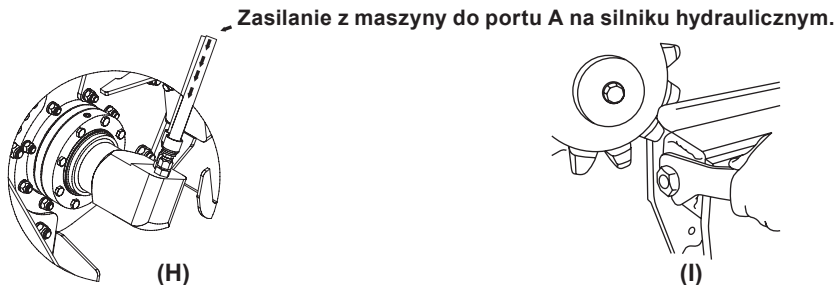 Zasilanie z maszyny do portu A na silniku hydraulicznym.
(H)
(I)